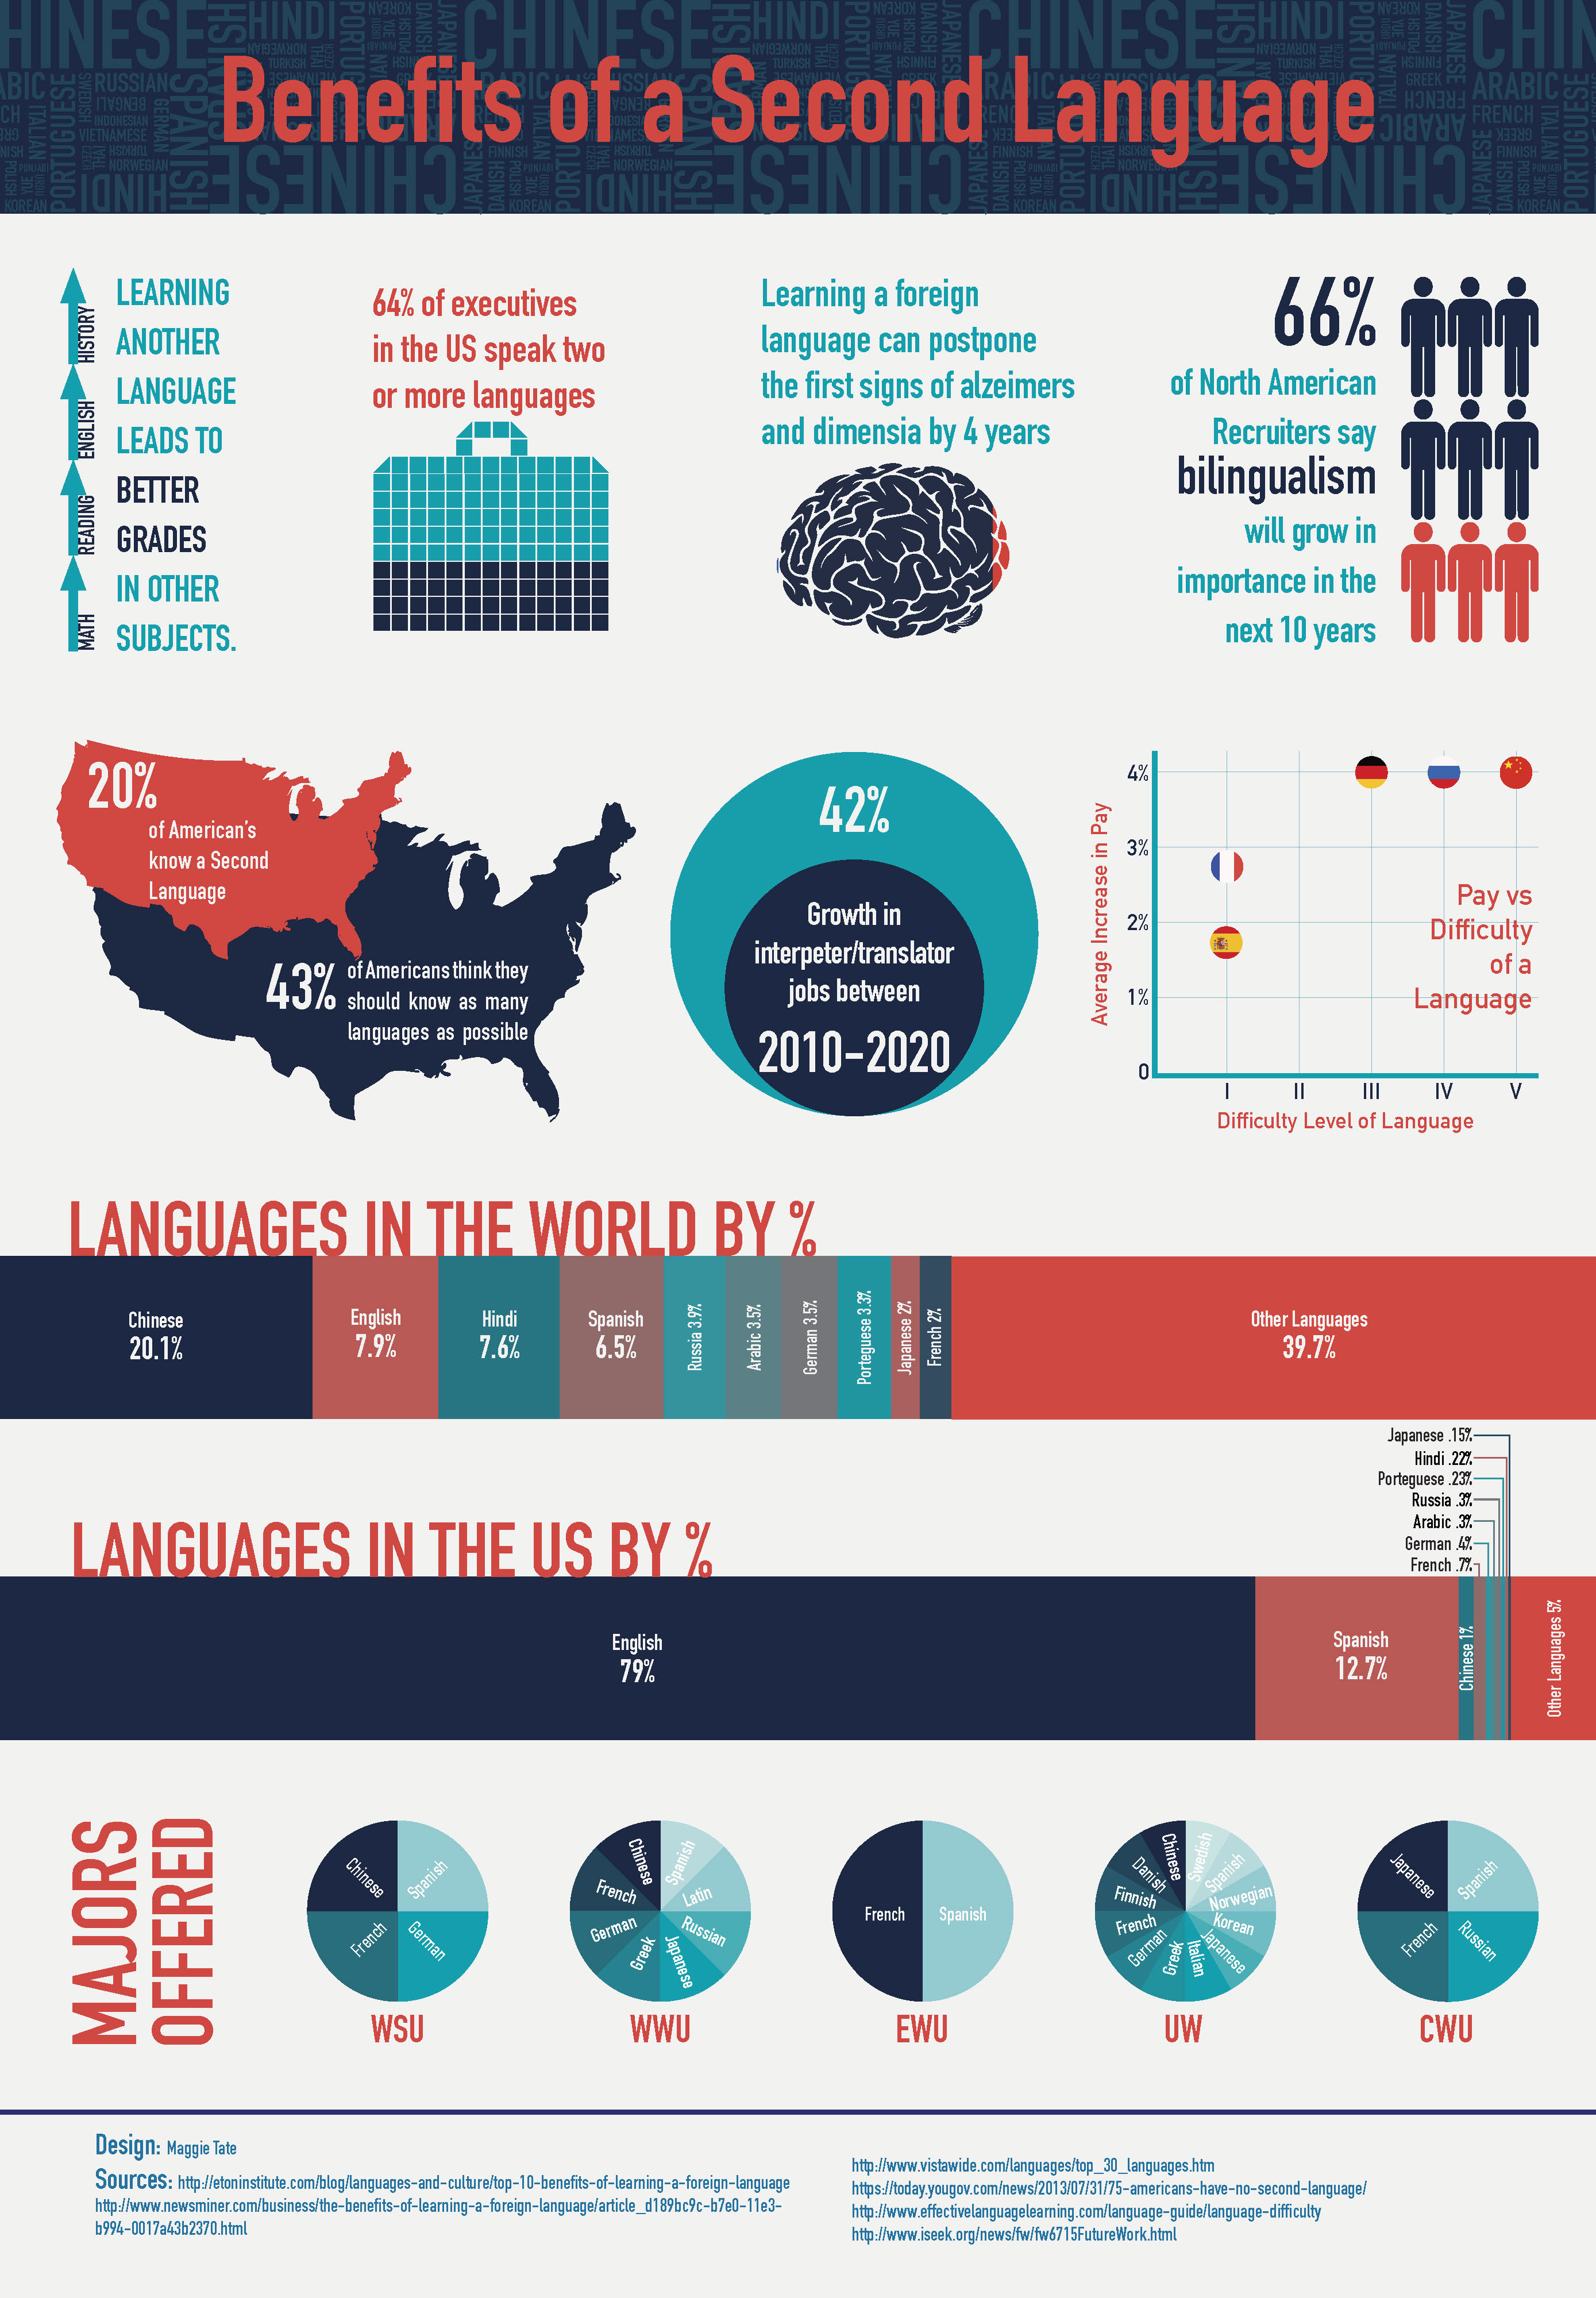 Benefits of a Second Language
HISTORY
ENGLISH
READING
MATH
LEARNING
ANOTHER
LANGUAGE
LEADS TO
BETTER
GRADES
IN OTHER
SUBJECTS.
64% of executives
in the US speak two
or more languages
Learning a foreign
language can postpone
the first signs of alzeimers
and dimensia by 4 years
66%
of North American
Recruiters say
bilingualism
will grow in
importance in the
next 10 years
20%
of American's
know a Second
Language
43%
of Americans think they
should know as many
languages as possible
42%
Growth in
interpeter/translator
jobs between
2010-2020
Average Increase in Pay
4%
3%
2%
1%
0
Pay vs
Difficulty
of a
Language
I II III IV V
Difficulty Level of Language
LANGUAGES IN THE WORLD BY %
Chinese
20.1%
English
7.9%
Hindi
7.6%
Spanish
6.5%
Russia 3.9%
Arabic 3.5%
German 3.5%
Porteguese 3.3%
Japanese 2%
French 2%
Other Languages
39.7%
Japanese .15%
Hindi .22%
Porteguese .23%
Russia .3%
Arabic .3%
German .4%
French .7%
LANGUAGES IN THE US BY %
English
79%
Spanish
12.7%
Chinese 1%
Other Languages 5%
MAJORS
OFFERED
Chinese
Spanish
French
German
WSU
Chinese
Spanish
French
Latin
German
Russian
Greek
Japanese
WWU
French
Spanish
EWU
Chinese
Swedish
Danish
Spanish
Finnish
Norwegian
French
Korean
German
Japanese
Greek
Italian
UW
Japanese
Spanish
French
Russian
CWU
Design: Maggie Tate
Sources: http://etoninstitute.com/blog/languages-and-culture/top-10-benefits-of-learning-a-foreign-language
http://www.newsminer.com/business/the-benefits-of-learning-a-foreign-language/article_d189bc9c-b7e0-11e3-
b994-0017a43b2370.html
http://www.vistawide.com/languages/top_30_languages.htm
https://today.yougov.com/news/2013/07/31/75-americans-have-no-second-language/
http://www.effectivelanguagelearning.com/language-guide/language-difficulty
http://www.iseek.org/news/fw/fw6715FutureWork.html